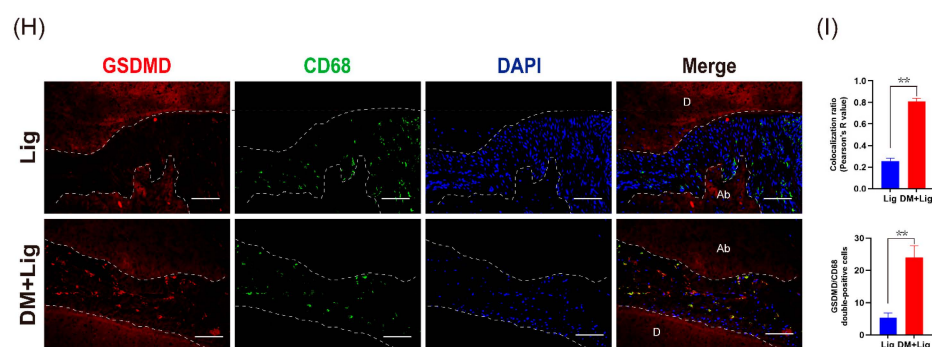 (H)
GSDMD CD68 DAPI Merge
Lig
D
Ab
DM+Lig
Ab
D
(I)
Colocalization ratio
(Pearson's R value)
1.0
0.8
0.6
0.4
0.2
0.0
**
Lig DM+Lig
GSDMD/CD68
double-positive cells
30
20
10
0
**
Lig DM+Lig